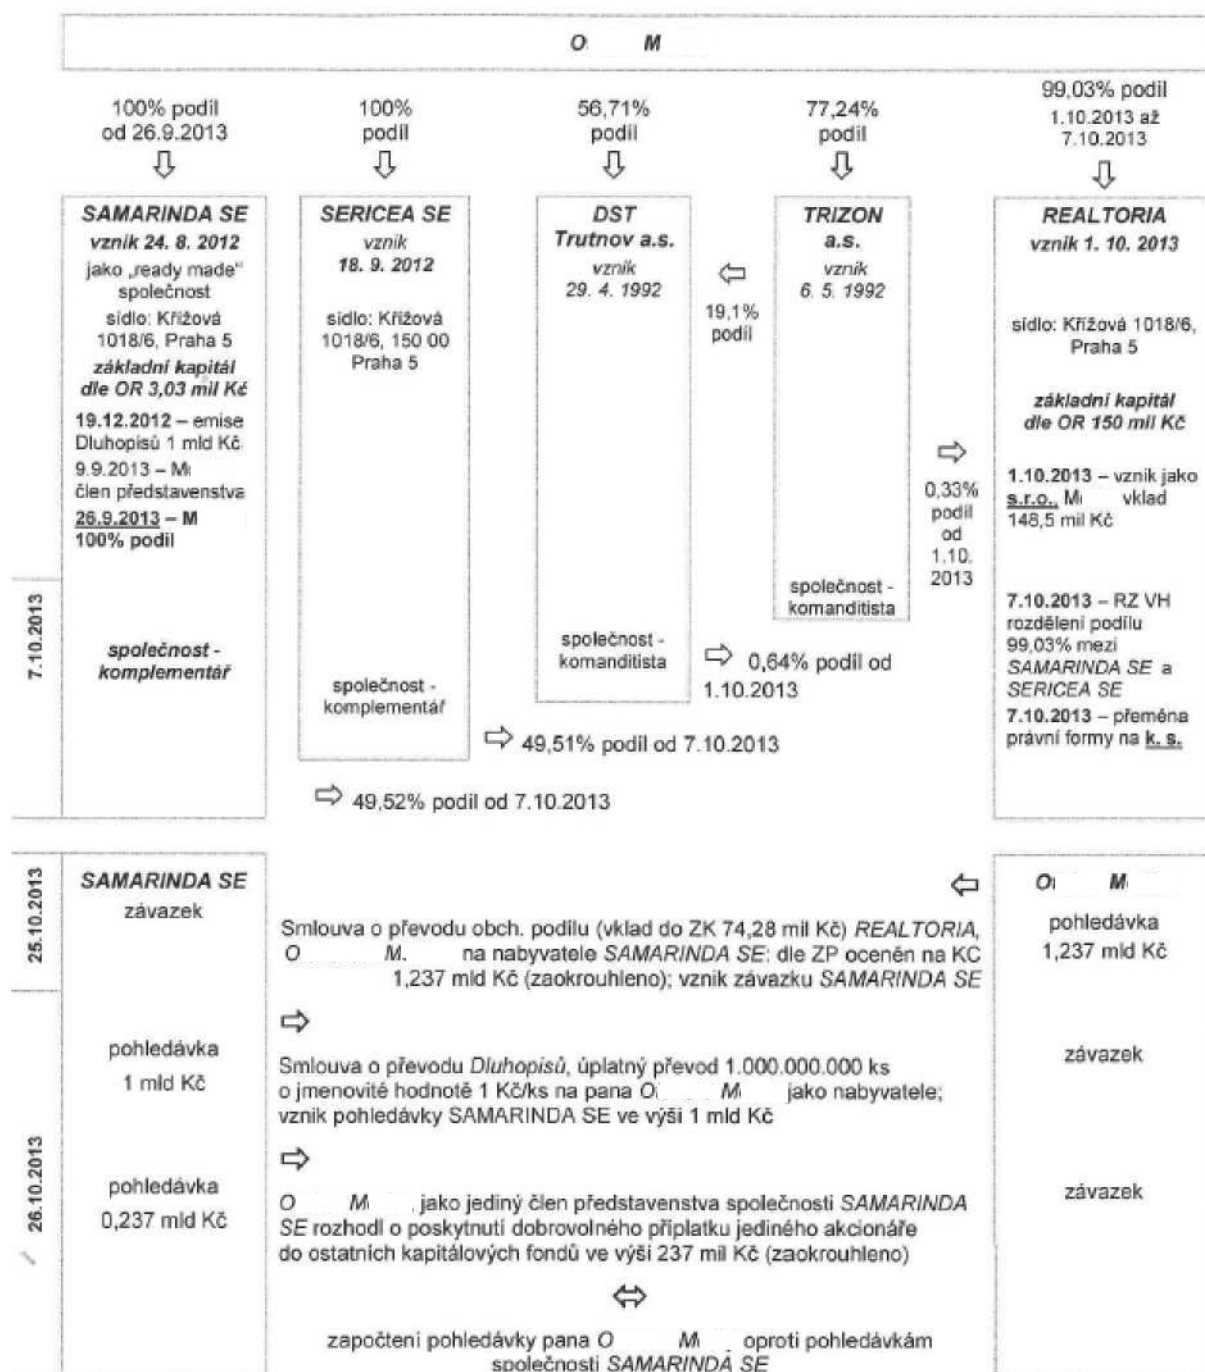 O M
100% podíl
od 26.9.2013
100%
podíl
56,71%
podíl
77,24%
podíl
99,03% podíl
1.10.2013 až
7.10.2013
SAMARINDA SE
vznik 24. 8. 2012
jako „ready made"
společnost
sídlo: Křížová
1018/6, Praha 5
základní kapitál
dle OR 3,03 mil Kč
19.12.2012 – emise
Dluhopisů 1 mld Kč
9.9.2013 – M
člen představenstva
26.9.2013 – M
100% podíl
společnost -
komplementář
SERICEA SE
vznik
18. 9. 2012
sídlo: Křížová
1018/6, 150 00
Praha 5
společnost -
komplementář
DST
Trutnov a.s.
vznik
29. 4. 1992
společnost -
komanditista
19,1%
podíl
TRIZON
a.s.
vznik
6. 5. 1992
společnost -
komanditista
0,33%
podíl
od
1.10.
2013
REALTORIA
vznik 1. 10. 2013
sídlo: Křížová 1018/6,
Praha 5
základní kapitál
dle OR 150 mil Kč
1.10.2013 – vznik jako
s.r.o., M vklad
148,5 mil Kč
7.10.2013 – RZ VH
rozdělení podílu
99,03% mezi
SAMARINDA SE a
SERICEA SE
7.10.2013 – přeměna
právní formy na k. s.
7.10.2013
0,64% podíl od
1.10.2013
49,51% podíl od 7.10.2013
49,52% podíl od 7.10.2013
25.10.2013
SAMARINDA SE
závazek
Smlouva o převodu obch. podílu (vklad do ZK 74,28 mil Kč) REALTORIA,
O M. na nabyvatele SAMARINDA SE: dle ZP oceněn na KC
1,237 mld Kč (zaokrouhleno); vznik závazku SAMARINDA SE
O M
pohledávka
1,237 mld Kč
26.10.2013
pohledávka
1 mld Kč
Smlouva o převodu Dluhopisů, úplatný převod 1.000.000.000 ks
o jmenovité hodnotě 1 Kč/ks na pana O M jako nabyvatele;
vznik pohledávky SAMARINDA SE ve výši 1 mld Kč
závazek
pohledávka
0,237 mld Kč
O M jako jediný člen představenstva společnosti SAMARINDA
SE rozhodl o poskytnutí dobrovolného příplatku jediného akcionáře
do ostatních kapitálových fondů ve výši 237 mil Kč (zaokrouhleno)
závazek
započtení pohledávky pana O M oproti pohledávkám
společnosti SAMARINDA SE